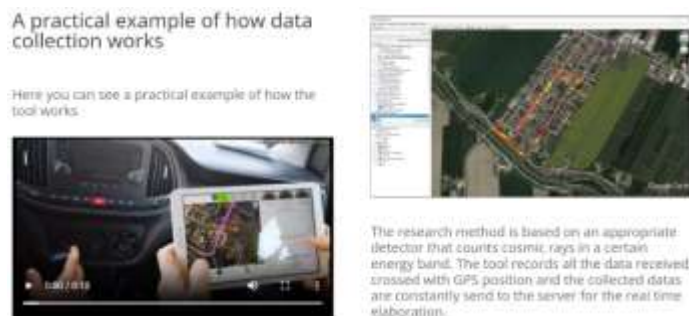 A practical example of how data
collection works
Here you can see a practical example of how the
tool works.
0:00 / 0:18
Google Earth
The research method is based on an appropriate
detector that counts cosmic rays in a certain
energy band. The tool records all the data received,
crossed with GPS position and the collected datas
are constantly send to the server for the real time
elaboration.